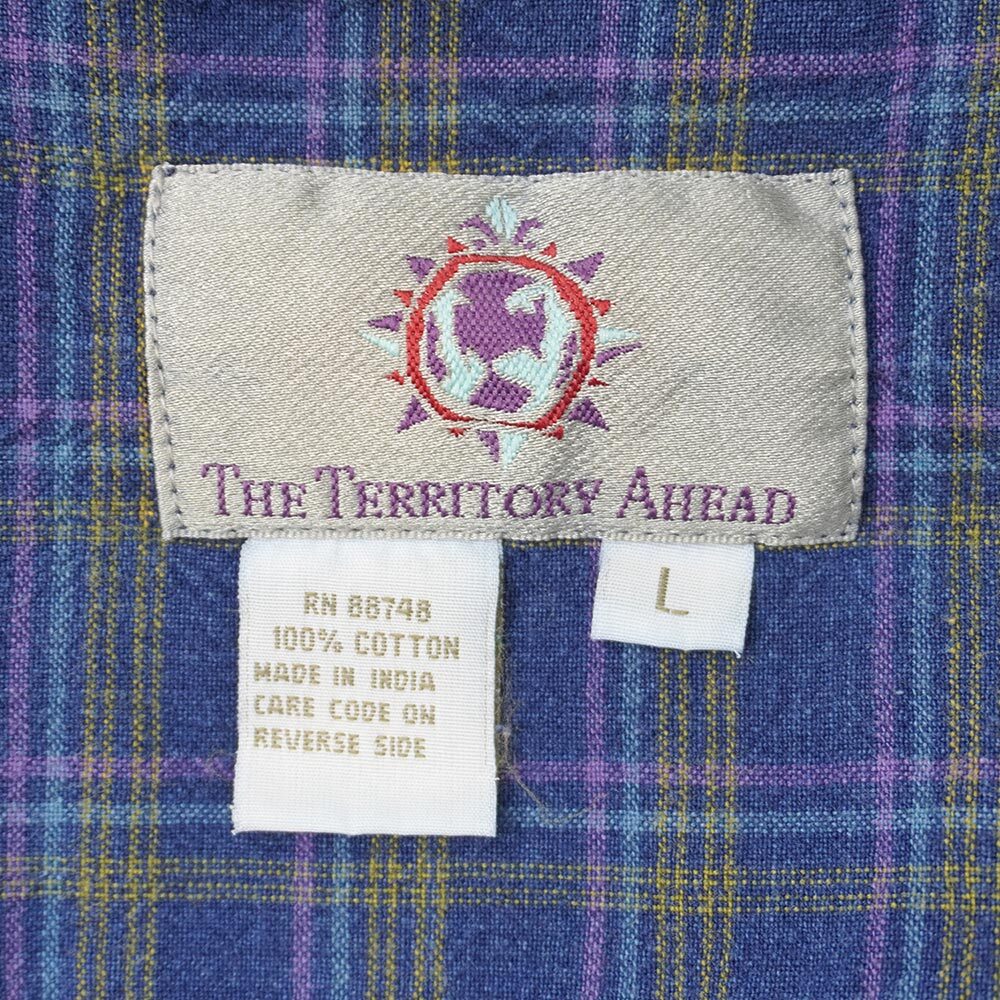 THE TERRITORY AHEAD
L
RN 88748
100% COTTON
MADE IN INDIA
CARE CODE ON
REVERSE SIDE